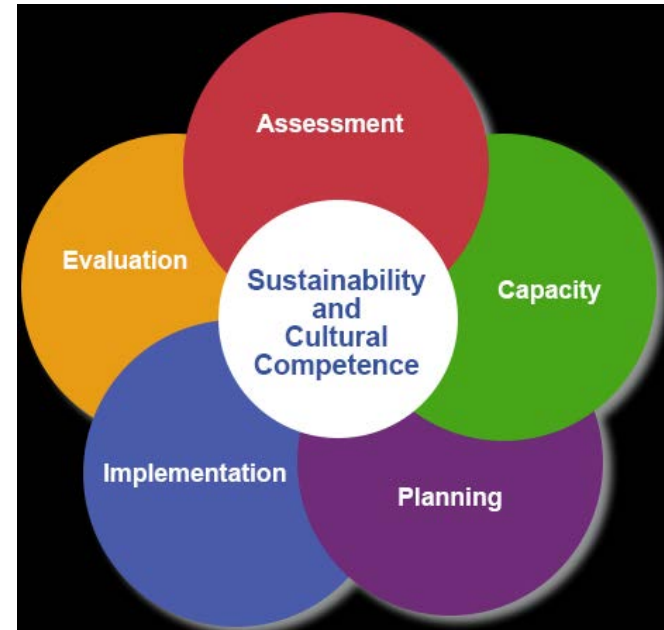 Assessment
Capacity
Planning
Implementation
Evaluation
Sustainability
and
Cultural
Competence